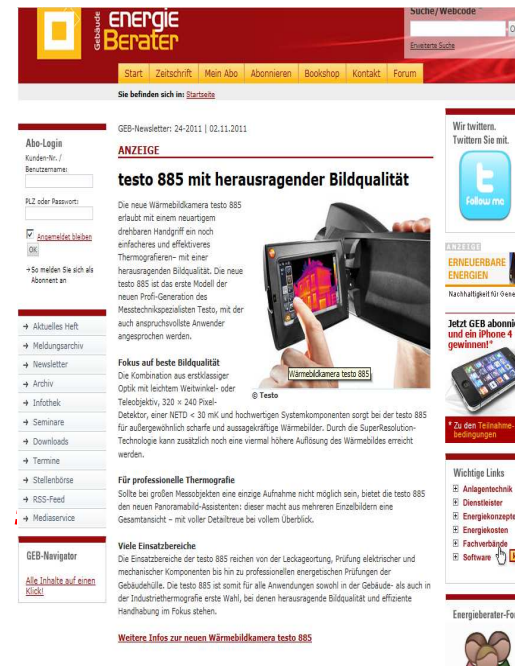 Gebäude
energie
Berater
Suche/Webcode
Erweiterte Suche
Start Zeitschrift Mein Abo Abonnieren Bookshop Kontakt Forum
Sie befinden sich in: Startseite
Abo-Login
Kunden-Nr. /
Benutzername:
PLZ oder Passwort:
Angemeldet bleiben
OK
So melden Sie sich als
Abonnent an
Aktuelles Heft
Meldungsarchiv
Newsletter
Archiv
Infothek
Seminare
Downloads
Termine
Stellenbörse
RSS-Feed
Mediaservice
GEB-Navigator
Alle Inhalte auf einen
Klick!
GEB-Newsletter: 24-2011 | 02.11.2011
ANZEIGE
testo 885 mit herausragender Bildqualität
Die neue Wärmebildkamera testo 885
erlaubt mit einem neuartigem
drehbaren Handgriff ein noch
einfacheres und effektiveres
Thermografieren– mit einer
herausragenden Bildqualität. Die neue
testo 885 ist das erste Modell der
neuen Profi-Generation des
Messtechnikspezialisten Testo, mit der
auch anspruchsvollste Anwender
angesprochen werden.
Wärmebildkamera testo 885
© Testo
Fokus auf beste Bildqualität
Die Kombination aus erstklassiger
Optik mit leichtem Weitwinkel- oder
Teleobjektiv, 320 × 240 Pixel-
Detektor, einer NETD < 30 mK und hochwertigen Systemkomponenten sorgt bei der testo 885
für außergewöhnlich scharfe und aussagekräftige Wärmebilder. Durch die SuperResolution-
Technologie kann zusätzlich noch eine viermal höhere Auflösung des Wärmebildes erreicht
werden.
Für professionelle Thermografie
Sollte bei großen Messobjekten eine einzige Aufnahme nicht möglich sein, bietet die testo 885
den neuen Panoramabild-Assistenten: dieser macht aus mehreren Einzelbildern eine
Gesamtansicht – mit voller Detailtreue bei vollem Überblick.
Viele Einsatzbereiche
Die Einsatzbereiche der testo 885 reichen von der Leckageortung, Prüfung elektrischer und
mechanischer Komponenten bis hin zu professionellen energetischen Prüfungen der
Gebäudehülle. Die testo 885 ist somit für alle Anwendungen sowohl in der Gebäude- als auch in
der Industriethermografie erste Wahl, bei denen herausragende Bildqualität und effiziente
Handhabung im Fokus stehen.
Weitere Infos zur neuen Wärmebildkamera testo 885
Wir twittern.
Twittern Sie mit.
Follow me
ANZEIGE
ERNEUERBARE
ENERGIEN
Nachhaltigkeit für Gene
Jetzt GEB abonnie
und ein iPhone 4
gewinnen!*
* Zu den Teilnahme-
bedingungen
Wichtige Links
Anlagentechnik
Dienstleister
Energiekonzepte
Energiekosten
Fachverbände
Software
Energieberater-For